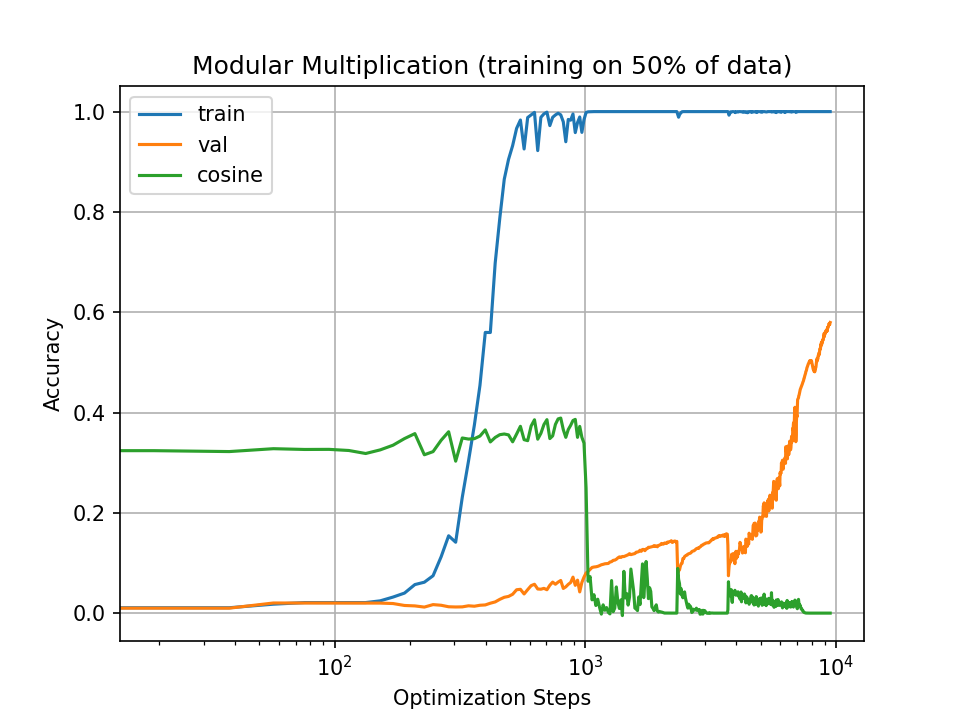 Modular Multiplication (training on 50% of data)
train
val
cosine
1.0
0.8
0.6
0.4
0.2
0.0
Accuracy
10²
10³
10⁴
Optimization Steps